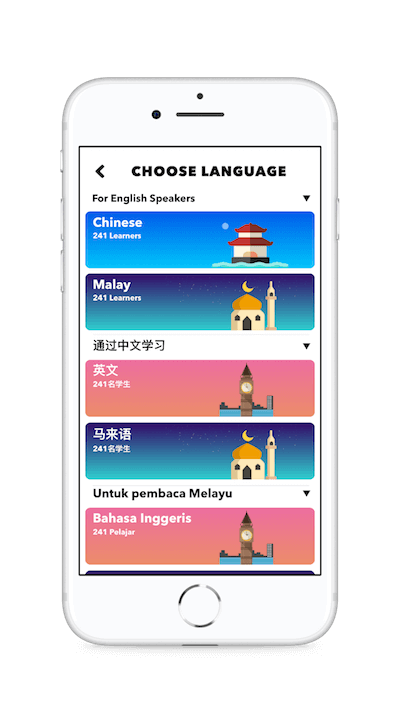 CHOOSE LANGUAGE
For English Speakers
Chinese
241 Learners
Malay
241 Learners
通过中文学习
英文
241名学生
马来语
241名学生
Untuk pembaca Melayu
Bahasa Inggeris
241 Pelajar